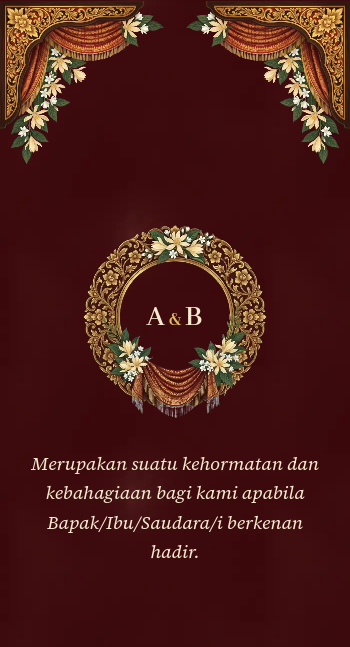 A & B
Merupakan suatu kehormatan dan
kebahagiaan bagi kami apabila
Bapak/Ibu/Saudara/i berkenan
hadir.